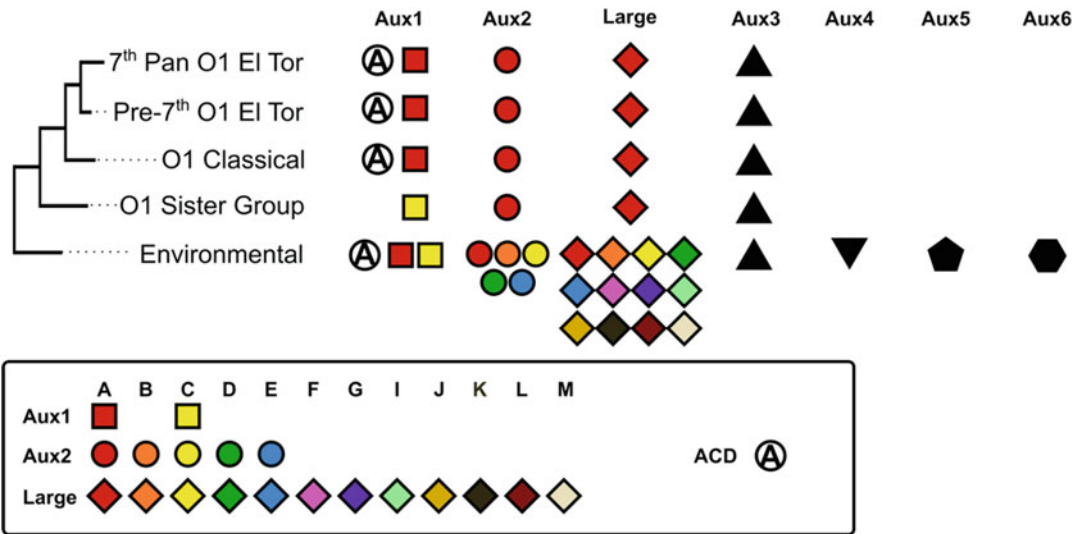 Aux1 Aux2 Large Aux3 Aux4 Aux5 Aux6
7th Pan O1 El Tor A
Pre-7th O1 El Tor A
O1 Classical A
O1 Sister Group
Environmental A
A B C D E F G I J K L M
Aux1
Aux2 ACD A
Large